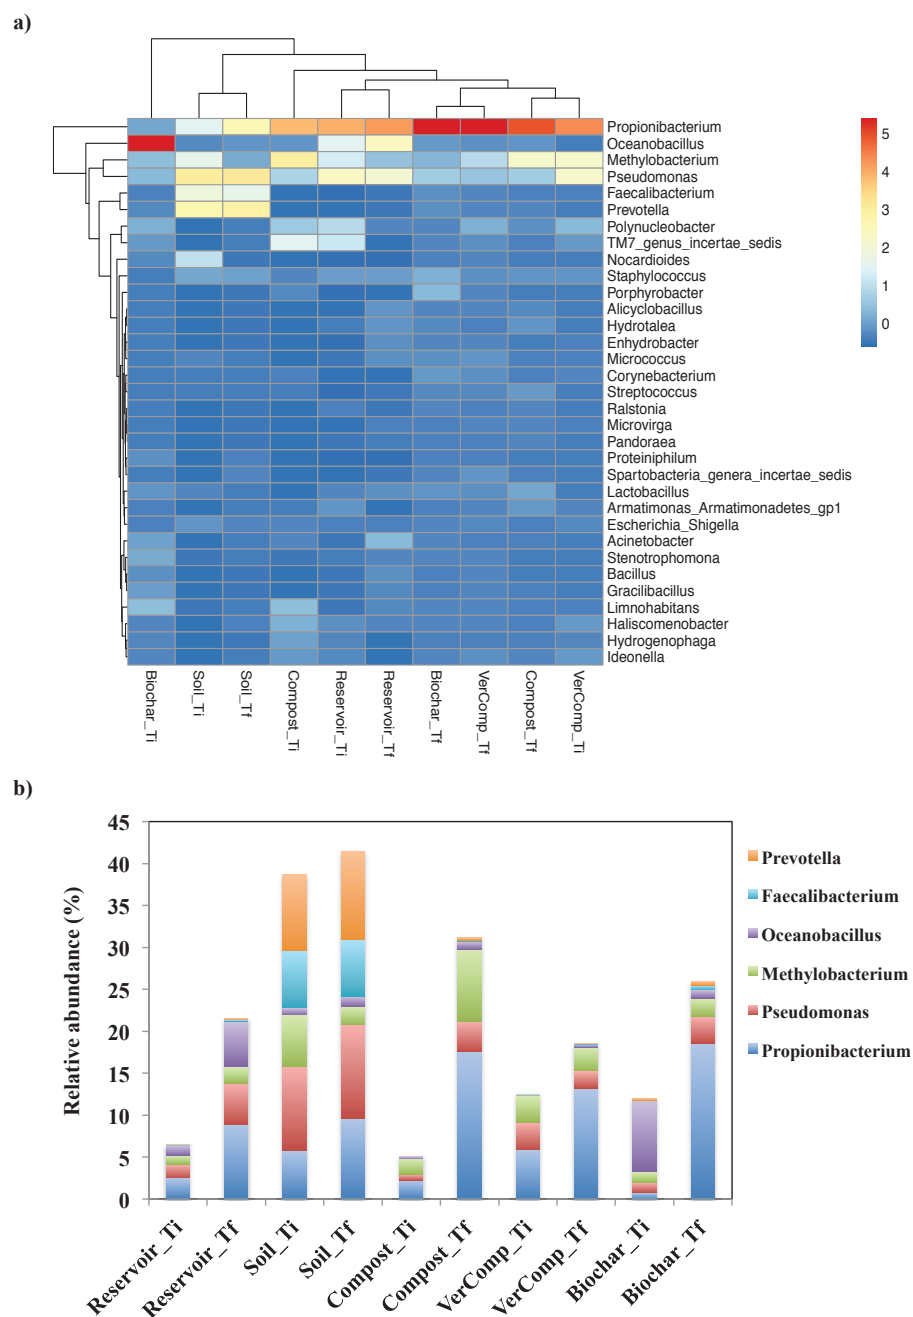 a)
Propionibacterium
Oceanobacillus
Methylobacterium
Pseudomonas
Faecalibacterium
Prevotella
Polynucleobacter
TM7_genus_incertae_sedis
Nocardioides
Staphylococcus
Porphyrobacter
Alicyclobacillus
Hydrotalea
Enhydrobacter
Micrococcus
Corynebacterium
Streptococcus
Ralstonia
Microvirga
Pandoraea
Proteiniphilum
Spartobacteria_genera_incertae_sedis
Lactobacillus
Armatimonas_Armatimonadetes_gp1
Escherichia_Shigella
Acinetobacter
Stenotrophomona
Bacillus
Gracilibacillus
Limnohabitans
Haliscomenobacter
Hydrogenophaga
Ideonella
5
4
3
2
1
0
Biochar_Ti
Soil_Ti
Soil_Tf
Compost_Ti
Reservoir_Ti
Reservoir_Tf
Biochar_Tf
VerComp_Tf
Compost_Tf
VerComp_Ti
b)
Relative abundance (%)
45
40
35
30
25
20
15
10
5
0
Reservoir_Ti
Reservoir_Tf
Soil_Ti
Soil_Tf
Compost_Ti
Compost_Tf
VerComp_Ti
VerComp_Tf
Biochar_Ti
Biochar_Tf
Prevotella
Faecalibacterium
Oceanobacillus
Methylobacterium
Pseudomonas
Propionibacterium